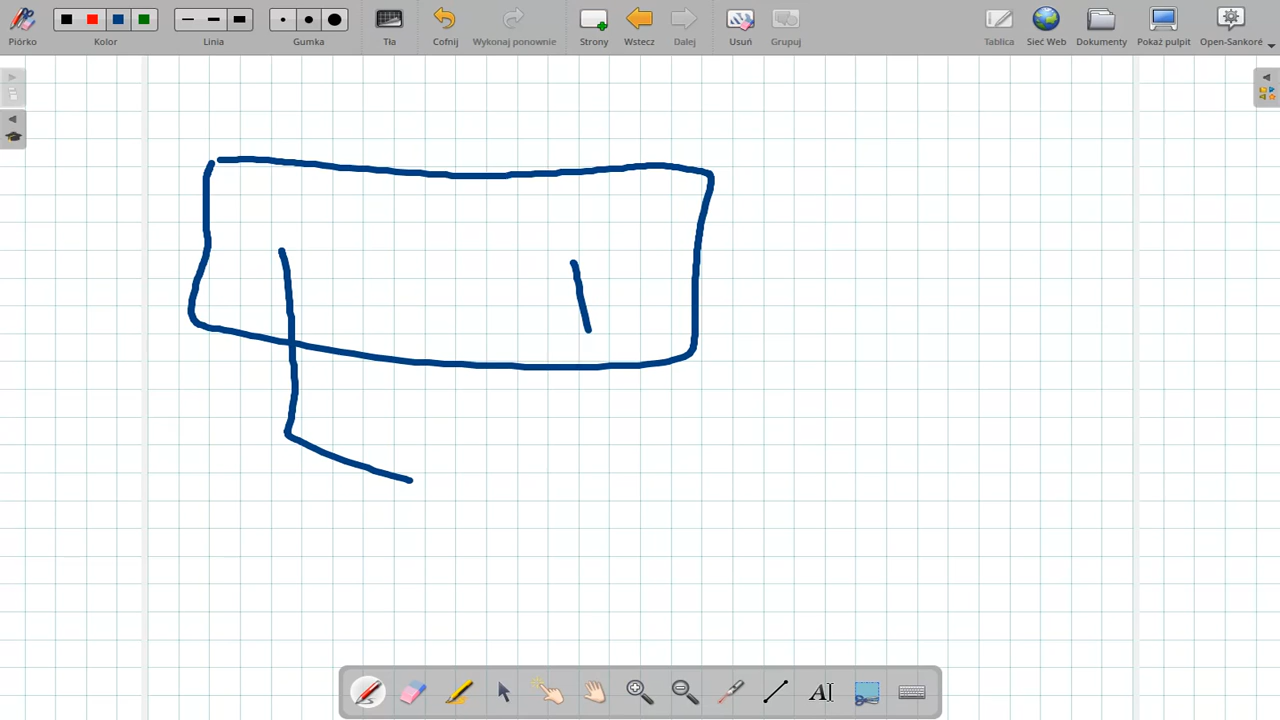 Piórko Kolor Linia Gumka Tła Cofnij Wykonaj ponownie Strony Wstecz Dalej Usuń Grupuj Tablica Sieć Web Dokumenty Pokaż pulpit Open-Sankoré
A